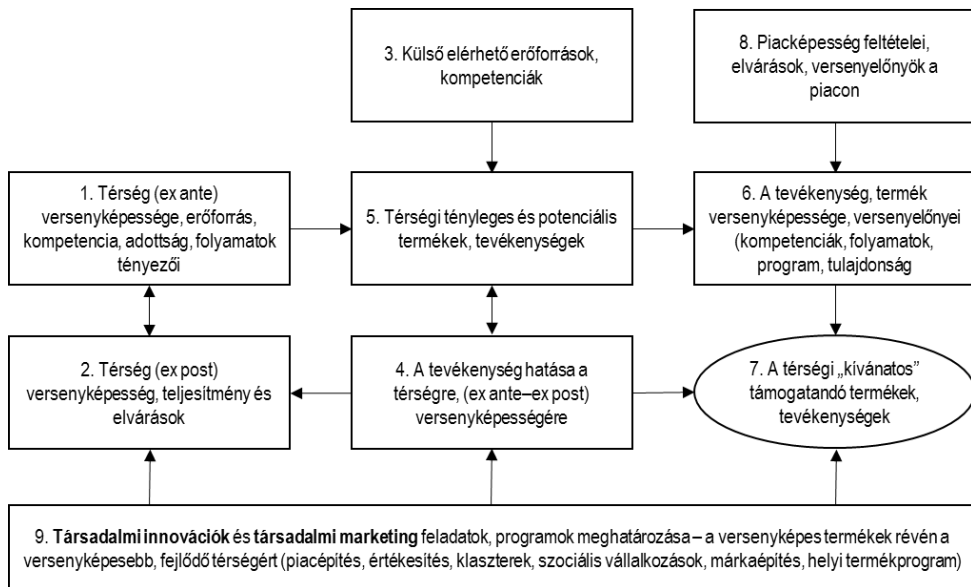 3. Külső elérhető erőforrások,
kompetenciák
8. Piacképesség feltételei,
elvárások, versenyelőnyök a
piacon
1. Térség (ex ante)
versenyképessége, erőforrás,
kompetencia, adottság, folyamatok
tényezői
5. Térségi tényleges és potenciális
termékek, tevékenységek
6. A tevékenység, termék
versenyképessége, versenyelőnyei
(kompetenciák, folyamatok,
program, tulajdonság
2. Térség (ex post)
versenyképesség, teljesítmény és
elvárások
4. A tevékenység hatása a
térségre, (ex ante–ex post)
versenyképességére
7. A térségi „kívánatos”
támogatandó termékek,
tevékenységek
9. Társadalmi innovációk és társadalmi marketing feladatok, programok meghatározása – a versenyképes termékek révén a
versenyképesebb, fejlődő térségért (piacépítés, értékesítés, klaszterek, szociális vállalkozások, márkaépítés, helyi termékprogram)